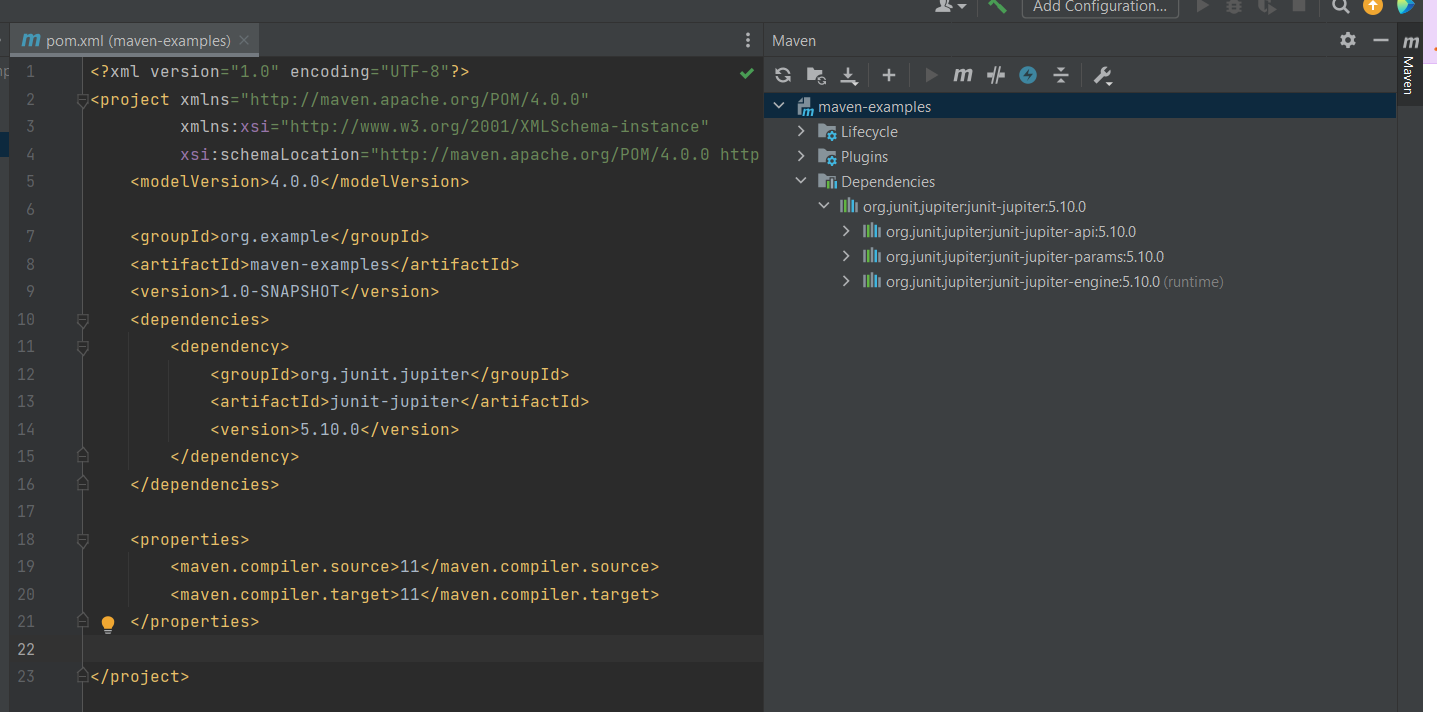 Add Configuration...
pom.xml (maven-examples)
1 <?xml version="1.0" encoding="UTF-8"?>
2 <project xmlns="http://maven.apache.org/POM/4.0.0"
3 xmlns:xsi="http://www.w3.org/2001/XMLSchema-instance"
4 xsi:schemaLocation="http://maven.apache.org/POM/4.0.0 http
5 <modelVersion>4.0.0</modelVersion>
6
7 <groupId>org.example</groupId>
8 <artifactId>maven-examples</artifactId>
9 <version>1.0-SNAPSHOT</version>
10 <dependencies>
11 <dependency>
12 <groupId>org.junit.jupiter</groupId>
13 <artifactId>junit-jupiter</artifactId>
14 <version>5.10.0</version>
15 </dependency>
16 </dependencies>
17
18 <properties>
19 <maven.compiler.source>11</maven.compiler.source>
20 <maven.compiler.target>11</maven.compiler.target>
21 </properties>
22
23 </project>
Maven
maven-examples
Lifecycle
Plugins
Dependencies
org.junit.jupiter:junit-jupiter:5.10.0
org.junit.jupiter:junit-jupiter-api:5.10.0
org.junit.jupiter:junit-jupiter-params:5.10.0
org.junit.jupiter:junit-jupiter-engine:5.10.0 (runtime)
Maven